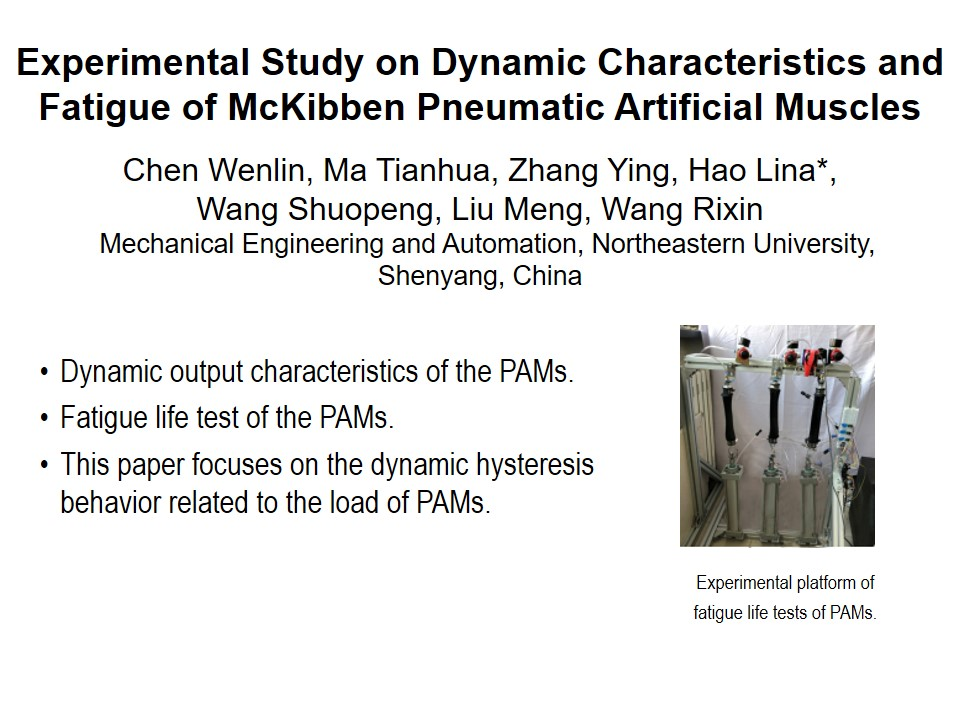 Experimental Study on Dynamic Characteristics and
Fatigue of McKibben Pneumatic Artificial Muscles
Chen Wenlin, Ma Tianhua, Zhang Ying, Hao Lina*,
Wang Shuopeng, Liu Meng, Wang Rixin
Mechanical Engineering and Automation, Northeastern University,
Shenyang, China
• Dynamic output characteristics of the PAMs.
• Fatigue life test of the PAMs.
• This paper focuses on the dynamic hysteresis
behavior related to the load of PAMs.
Experimental platform of
fatigue life tests of PAMs.